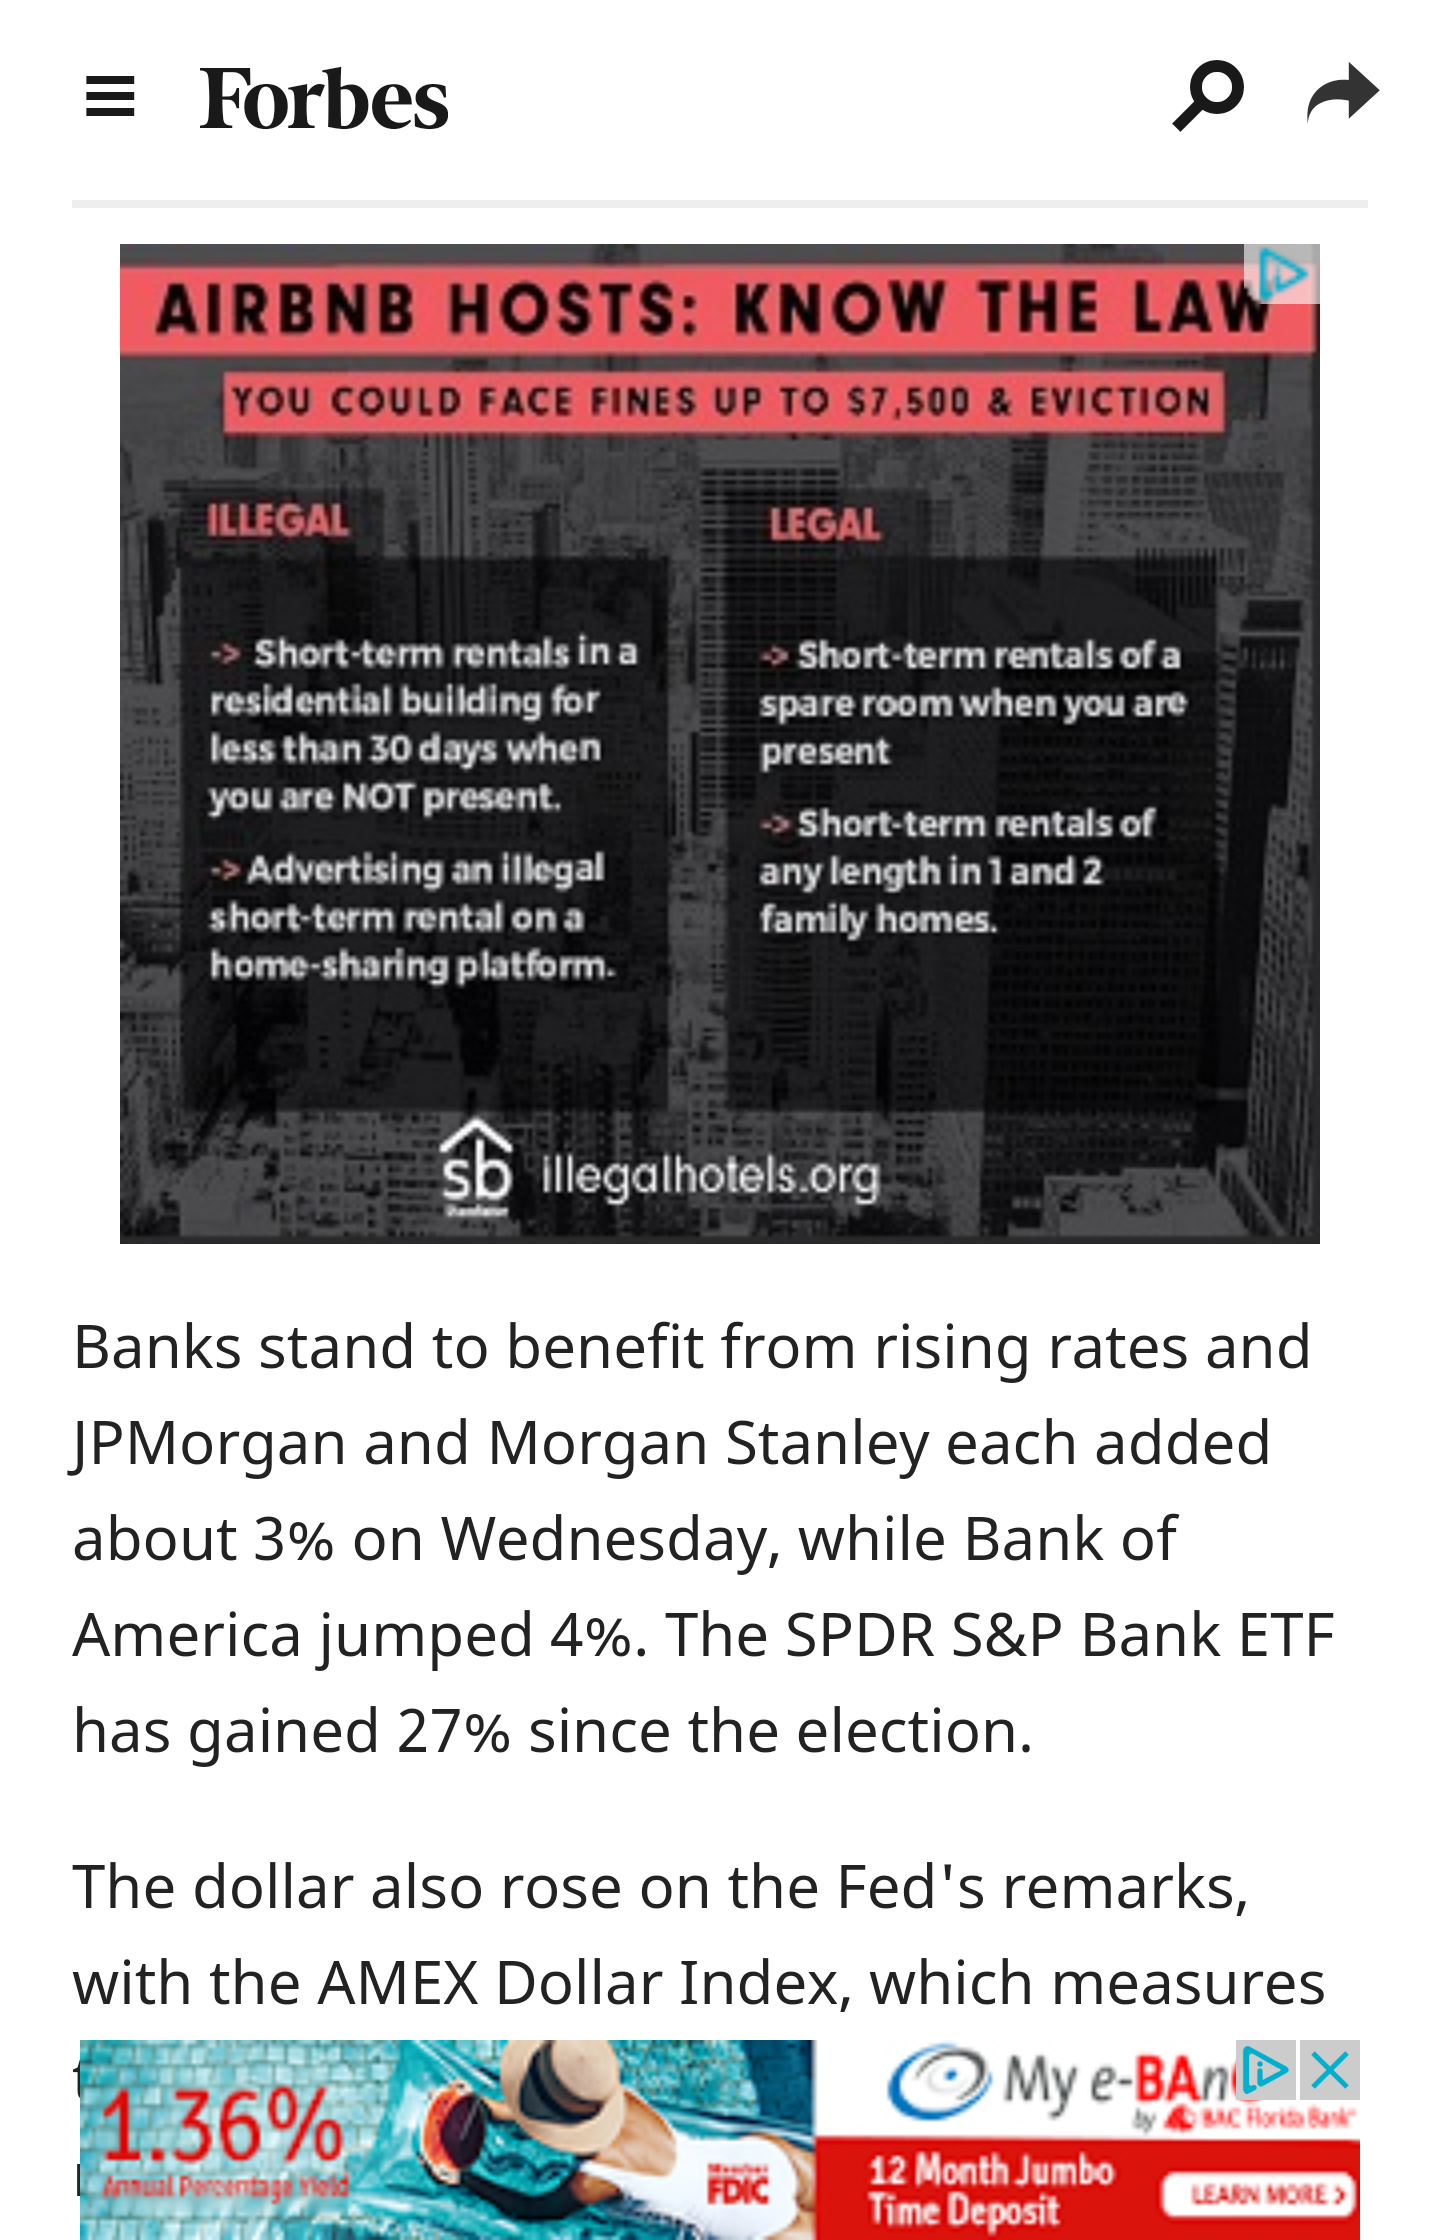 Forbes
AIRBNB HOSTS: KNOW THE LAW
YOU COULD FACE FINES UP TO $7,500 & EVICTION
ILLEGAL
-> Short-term rentals in a
residential building for
less than 30 days when
you are NOT present.
-> Advertising an illegal
short-term rental on a
home-sharing platform.
LEGAL
-> Short-term rentals of a
spare room when you are
present
-> Short-term rentals of
any length in 1 and 2
family homes.
sb
illegalhotels.org
Banks stand to benefit from rising rates and
JPMorgan and Morgan Stanley each added
about 3% on Wednesday, while Bank of
America jumped 4%. The SPDR S&P Bank ETF
has gained 27% since the election.
The dollar also rose on the Fed's remarks,
with the AMEX Dollar Index, which measures
1.36%
Annual Percentage Yield
Member
FDIC
My e-BAn
by BAC Florida Bank
12 Month Jumbo
Time Deposit
LEARN MORE >